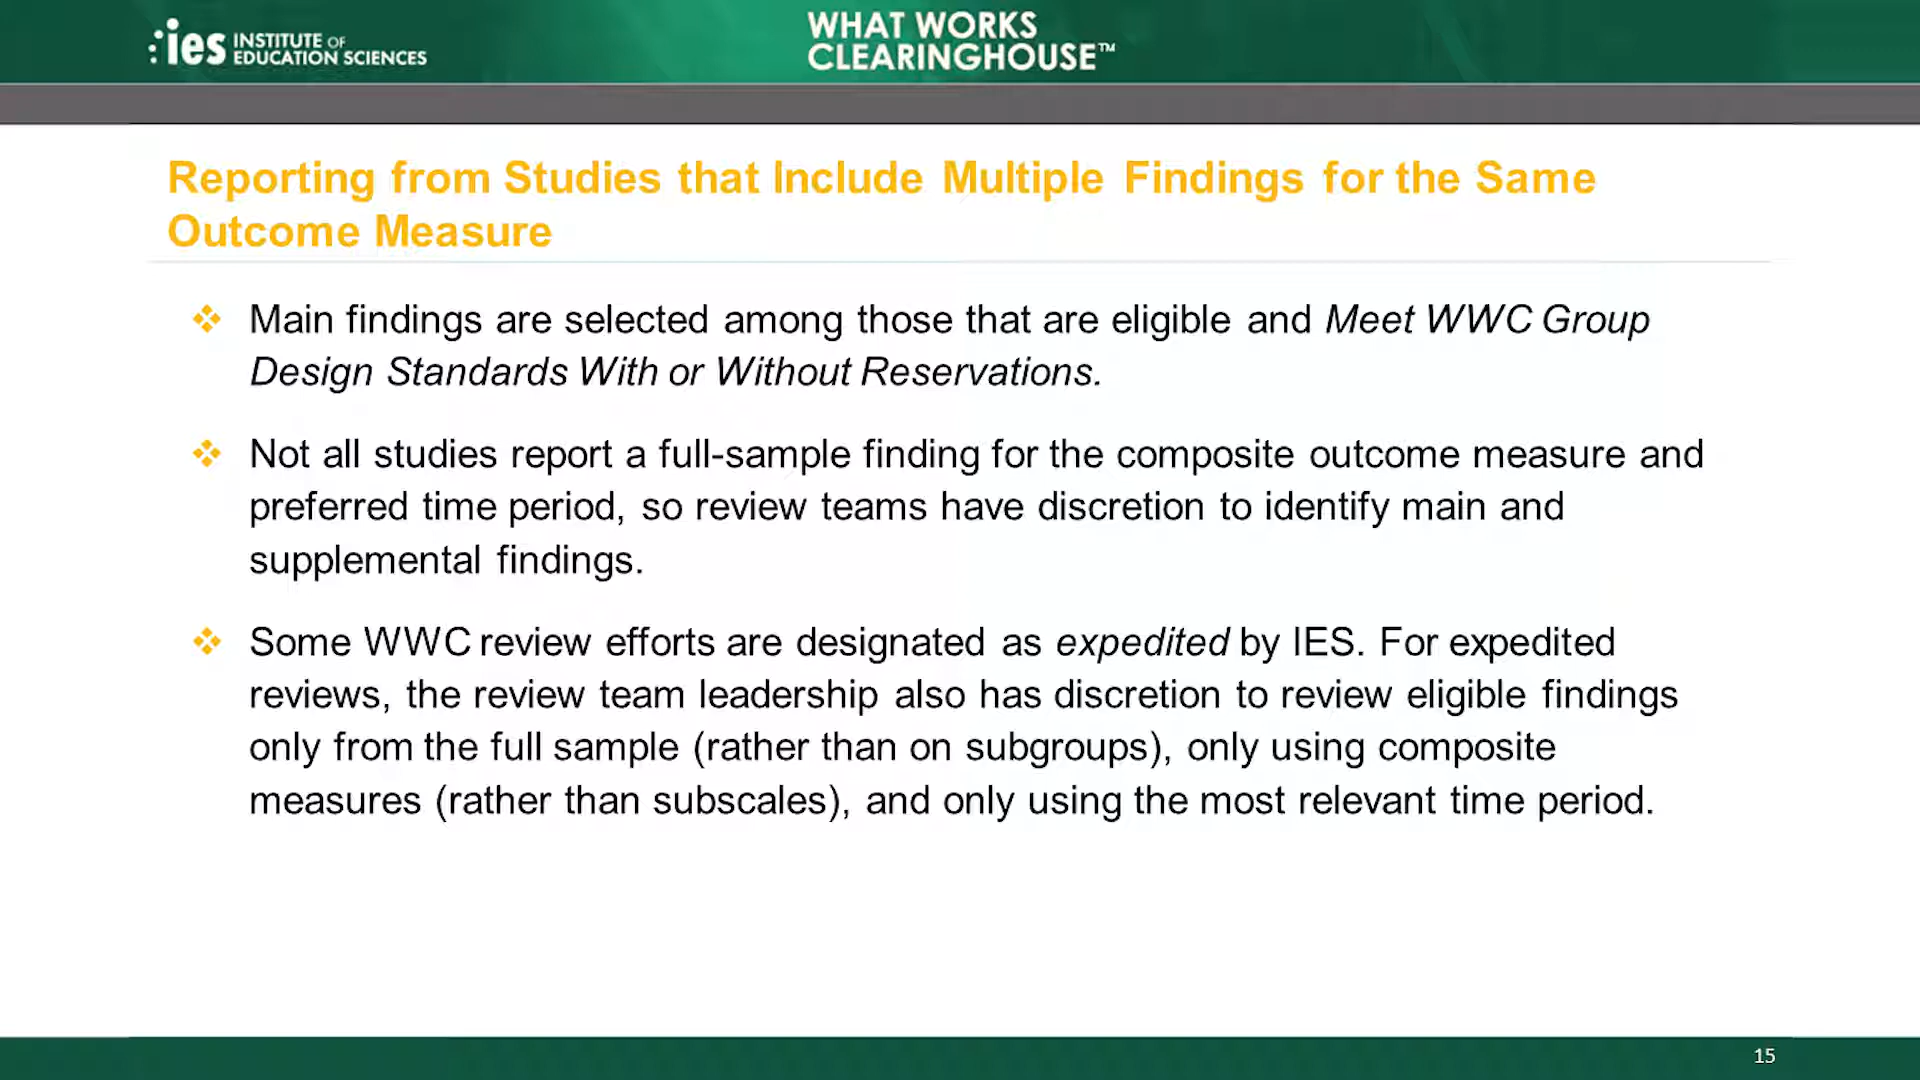 ies INSTITUTE OF
EDUCATION SCIENCES
WHAT WORKS
CLEARINGHOUSE™
Reporting from Studies that Include Multiple Findings for the Same
Outcome Measure
Main findings are selected among those that are eligible and Meet WWC Group
Design Standards With or Without Reservations.
Not all studies report a full-sample finding for the composite outcome measure and
preferred time period, so review teams have discretion to identify main and
supplemental findings.
Some WWC review efforts are designated as expedited by IES. For expedited
reviews, the review team leadership also has discretion to review eligible findings
only from the full sample (rather than on subgroups), only using composite
measures (rather than subscales), and only using the most relevant time period.
15